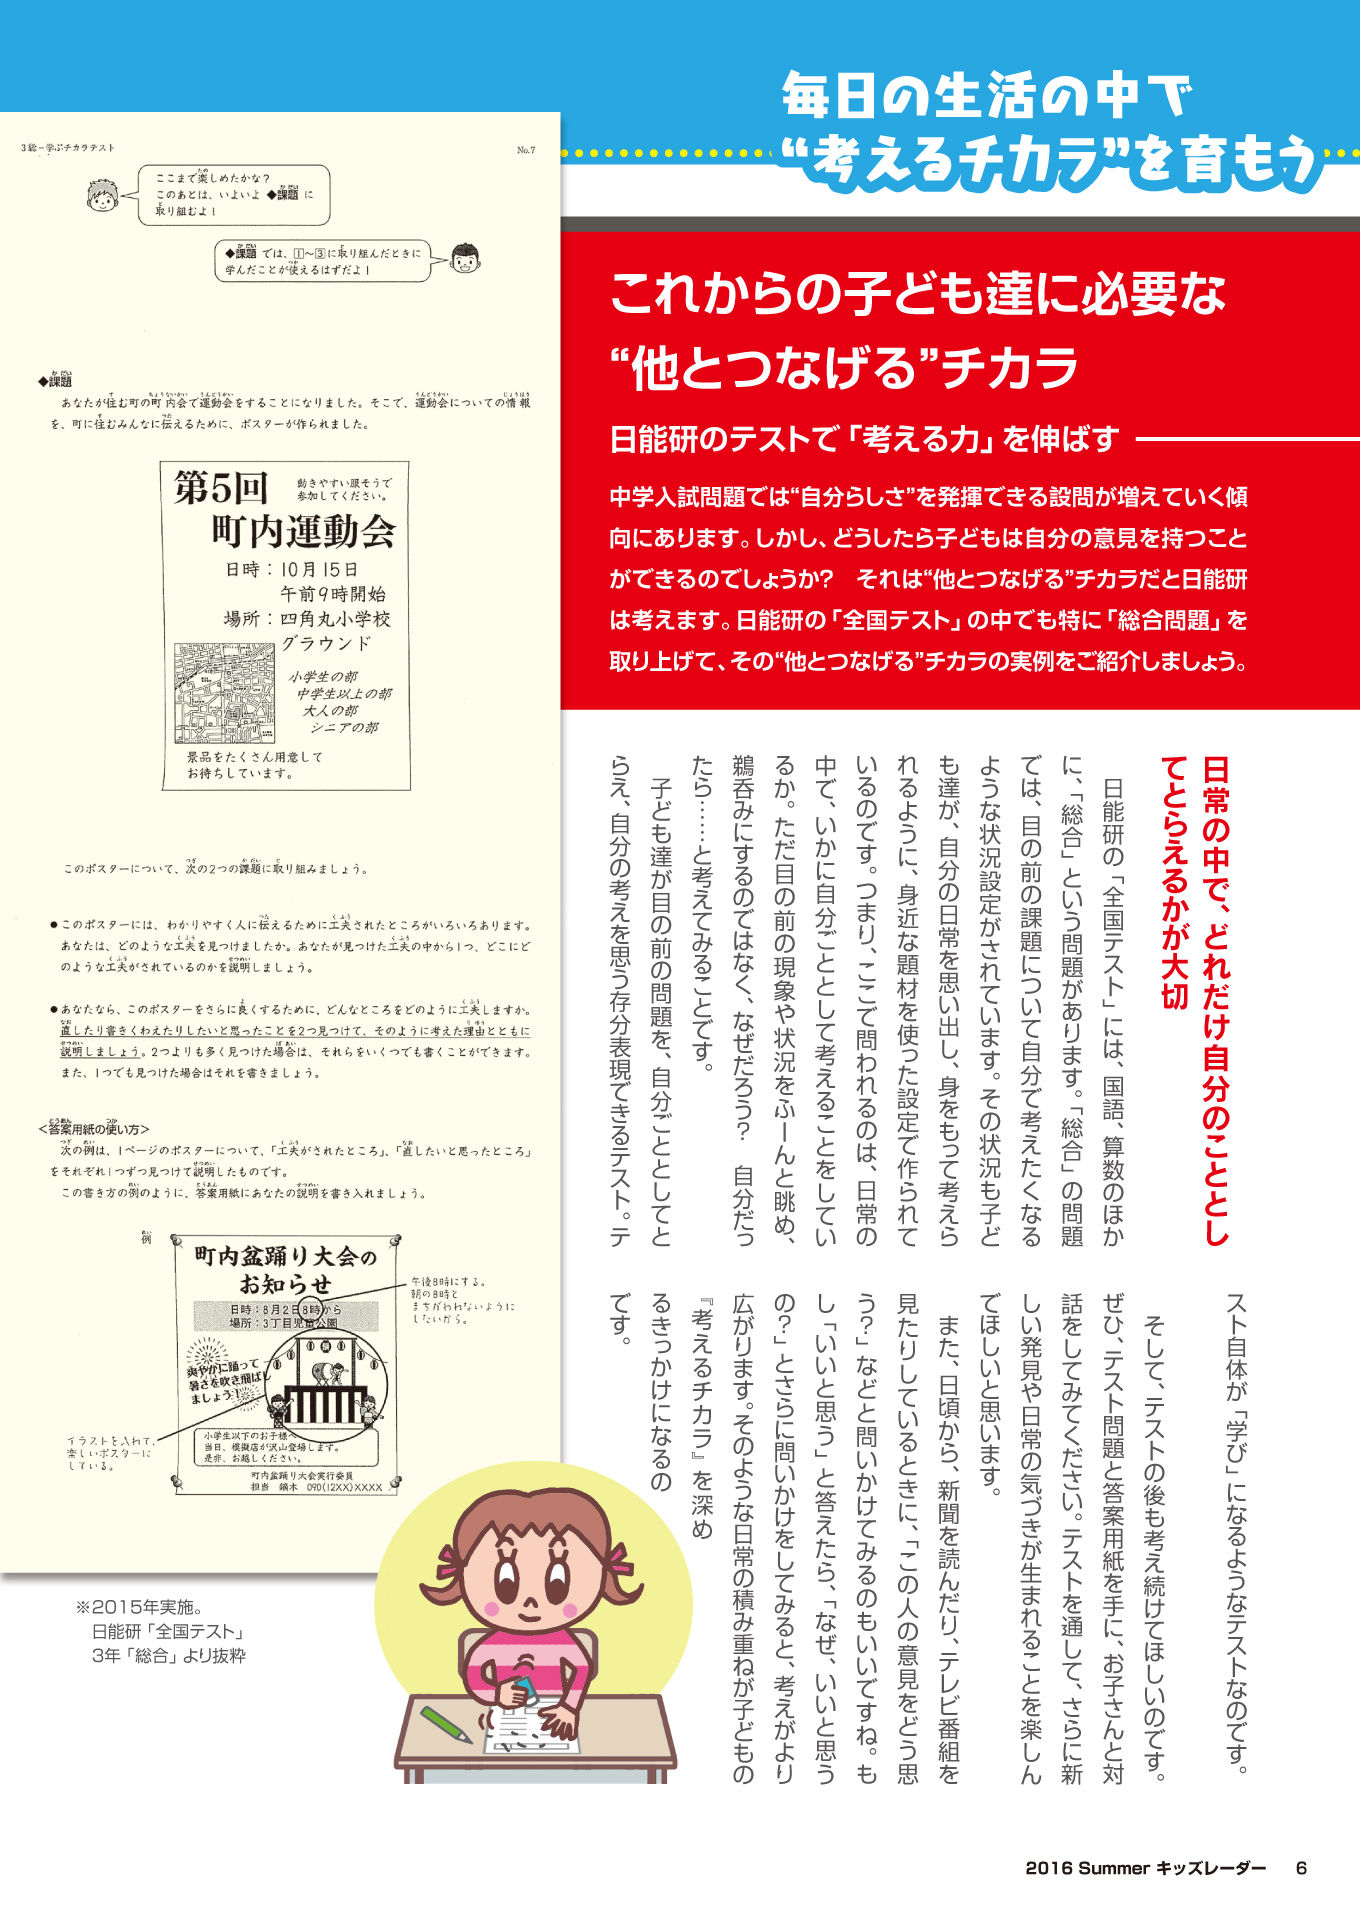 毎日の生活の中で
“考えるチカラ”を育もう
これからの子ども達に必要な
“他とつなげる”チカラ
日能研のテストで「考える力」を伸ばす
中学入試問題では“自分らしさ”を発揮できる設問が増えていく傾
向にあります。しかし、どうしたら子どもは自分の意見を持つこと
ができるのでしょうか?　それは“他とつなげる”チカラだと日能研
は考えます。日能研の「全国テスト」の中でも特に「総合問題」を
取り上げて、その“他とつなげる”チカラの実例をご紹介しましょう。
日常の中で、どれだけ自分のこととし
てとらえるかが大切
日能研の「全国テスト」には、国語、算数のほか
に、「総合」という問題があります。「総合」の問題
では、目の前の課題について自分で考えたくなる
ような状況設定がされています。その状況も子ど
も達が、自分の日常を思い出し、身をもって考えら
れるように、身近な題材を使った設定で作られて
いるのです。つまり、ここで問われるのは、日常の
中で、いかに自分ごととして考えることをしてい
るか。ただ目の前の現象や状況をふーんと眺め、
鵜呑みにするのではなく、なぜだろう?　自分だっ
たら……と考えてみることです。
子ども達が目の前の問題を、自分ごととしてと
らえ、自分の考えを思う存分表現できるテスト。テ
スト自体が「学び」になるようなテストなのです。
そして、テストの後も考え続けてほしいのです。
ぜひ、テスト問題と答案用紙を手に、お子さんと対
話をしてみてください。テストを通して、さらに新
しい発見や日常の気づきが生まれることを楽しん
でほしいと思います。
また、日頃から、新聞を読んだり、テレビ番組を
見たりしているときに、「この人の意見をどう思
う?」などと問いかけてみるのもいいですね。も
し「いいと思う」と答えたら、「なぜ、いいと思う
の?」とさらに問いかけをしてみると、考えがより
広がります。そのような日常の積み重ねが子どもの
『考えるチカラ』を深め
るきっかけになるの
です。
3総－学ぶチカラテスト
No.7
ここまで楽しめたかな?
このあとは、いよいよ ◆課題 に
取り組むよ!
◆課題 では、1〜3に取り組んだときに
学んだことが使えるはずだよ!
◆課題
あなたが住む町の町内会で運動会をすることになりました。そこで、運動会についての情報
を、町に住むみんなに伝えるために、ポスターが作られました。
第5回
動きやすい服そうで
参加してください。
町内運動会
日時：10月15日
午前9時開始
場所：四角丸小学校
グラウンド
小学生の部
中学生以上の部
大人の部
シニアの部
景品をたくさん用意して
お待ちしています。
このポスターについて、次の2つの課題に取り組みましょう。
●このポスターには、わかりやすく人に伝えるために工夫されたところがいろいろあります。
あなたは、どのような工夫を見つけましたか。あなたが見つけた工夫の中から1つ、どこにど
のような工夫がされているのかを説明しましょう。
●あなたなら、このポスターをさらに良くするために、どんなところをどのように工夫しますか。
直したり書きくわえたりしたいと思ったことを2つ見つけて、そのように考えた理由とともに
説明しましょう。2つよりも多く見つけた場合は、それらをいくつでも書くことができます。
また、1つでも見つけた場合はそれを書きましょう。
<答案用紙の使い方>
次の例は、1ページのポスターについて、「工夫がされたところ」、「直したいと思ったところ」
をそれぞれ1つずつ見つけて説明したものです。
この書き方の例のように、答案用紙にあなたの説明を書き入れましょう。
例
町内盆踊り大会の
お知らせ
日時：8月2日8時から
場所：3丁目児童公園
爽やかに踊って
暑さを吹き飛ばし
ましょう!
小学生以下のお子様へ
当日、模擬店が沢山登場します。
是非、お越しください。
町内盆踊り大会実行委員
担当　鏑木　090(12XX)XXXX
午後8時にする。
朝の8時と
まちがわれないように
したいから。
イラストを入れて、
楽しいポスターに
している。
※2015年実施。
日能研「全国テスト」
3年「総合」より抜粋
2016 Summer キッズレーダー　6